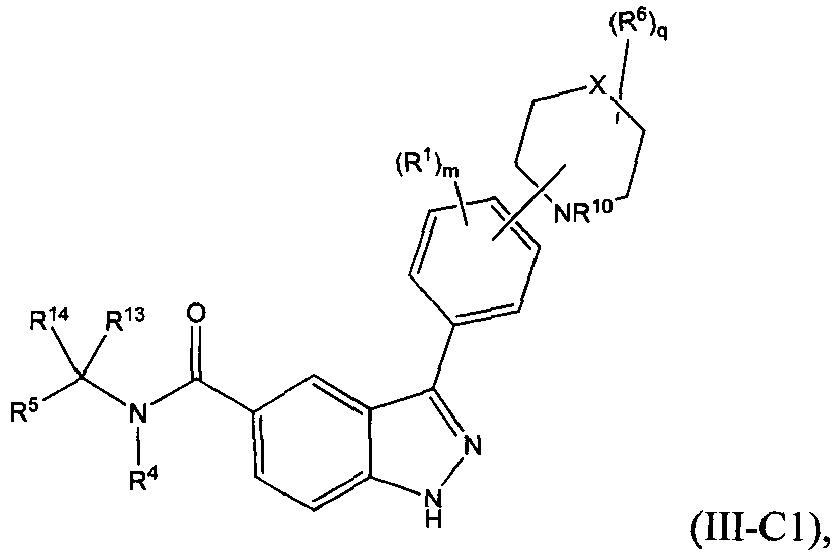 (R⁶)q
X
(R¹)m
NR¹⁰
R¹⁴ R¹³ O
R⁵ N N
R⁴ N
H
(III-C1),